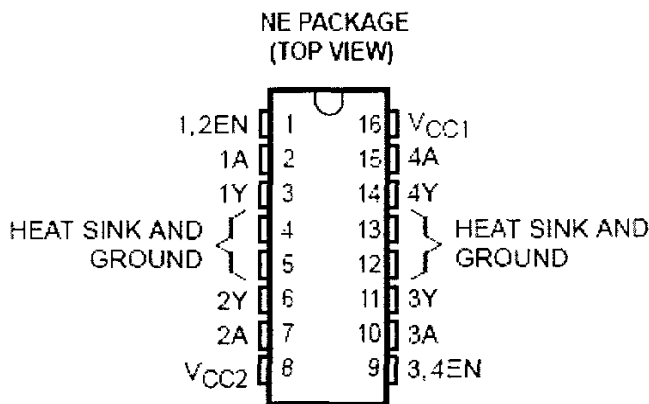 NE PACKAGE
(TOP VIEW)
1,2EN 1 16 VCC1
1A 2 15 4A
1Y 3 14 4Y
HEAT SINK AND 4 13 HEAT SINK AND
GROUND 5 12 GROUND
2Y 6 11 3Y
2A 7 10 3A
VCC2 8 9 3,4EN